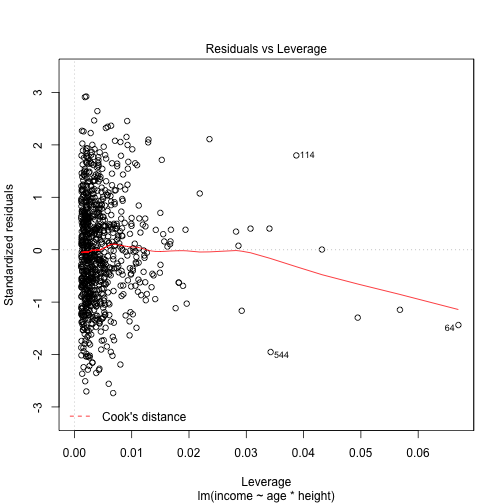 Residuals vs Leverage
Standardized residuals
3
2
1
0
-1
-2
-3
114
64
544
Cook's distance
0.00 0.01 0.02 0.03 0.04 0.05 0.06
Leverage
lm(income ~ age * height)